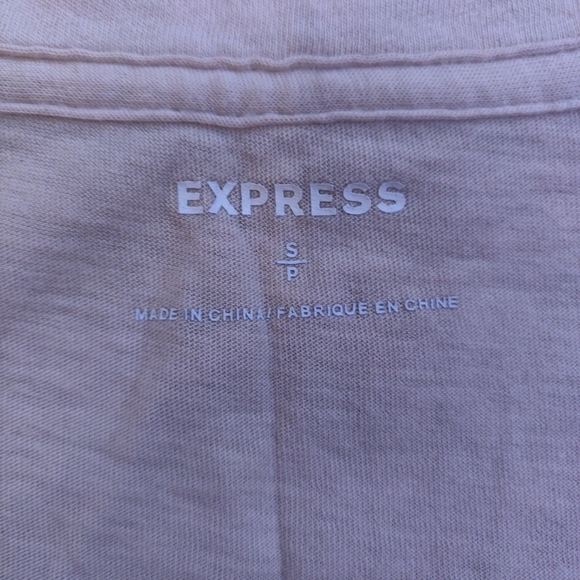 EXPRESS
S
P
MADE IN CHINA/ FABRIQUE EN CHINE